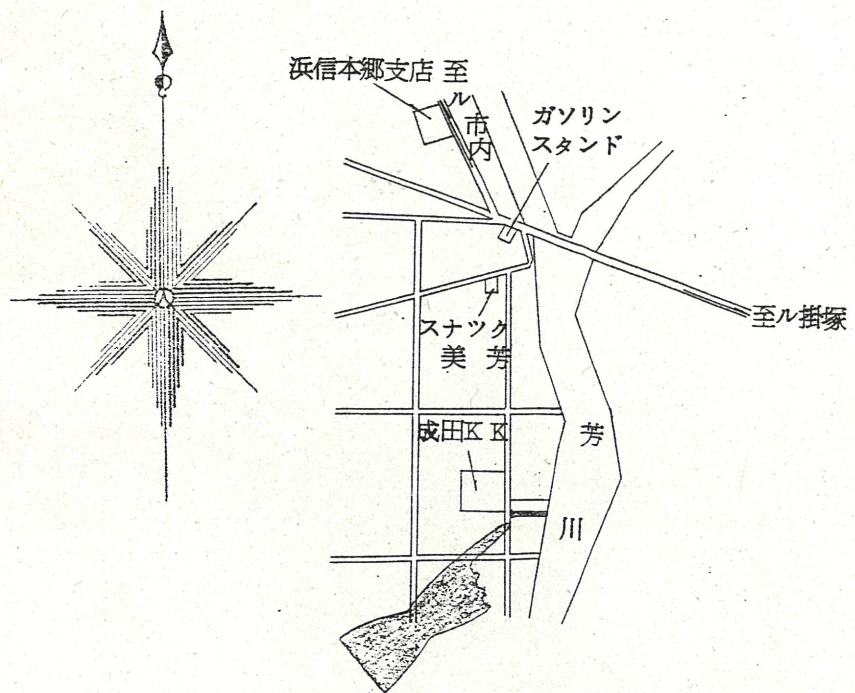 浜信本郷支店
至ル市内
ガソリン
スタンド
至ル掛塚
スナツク
美芳
成田KK
芳川